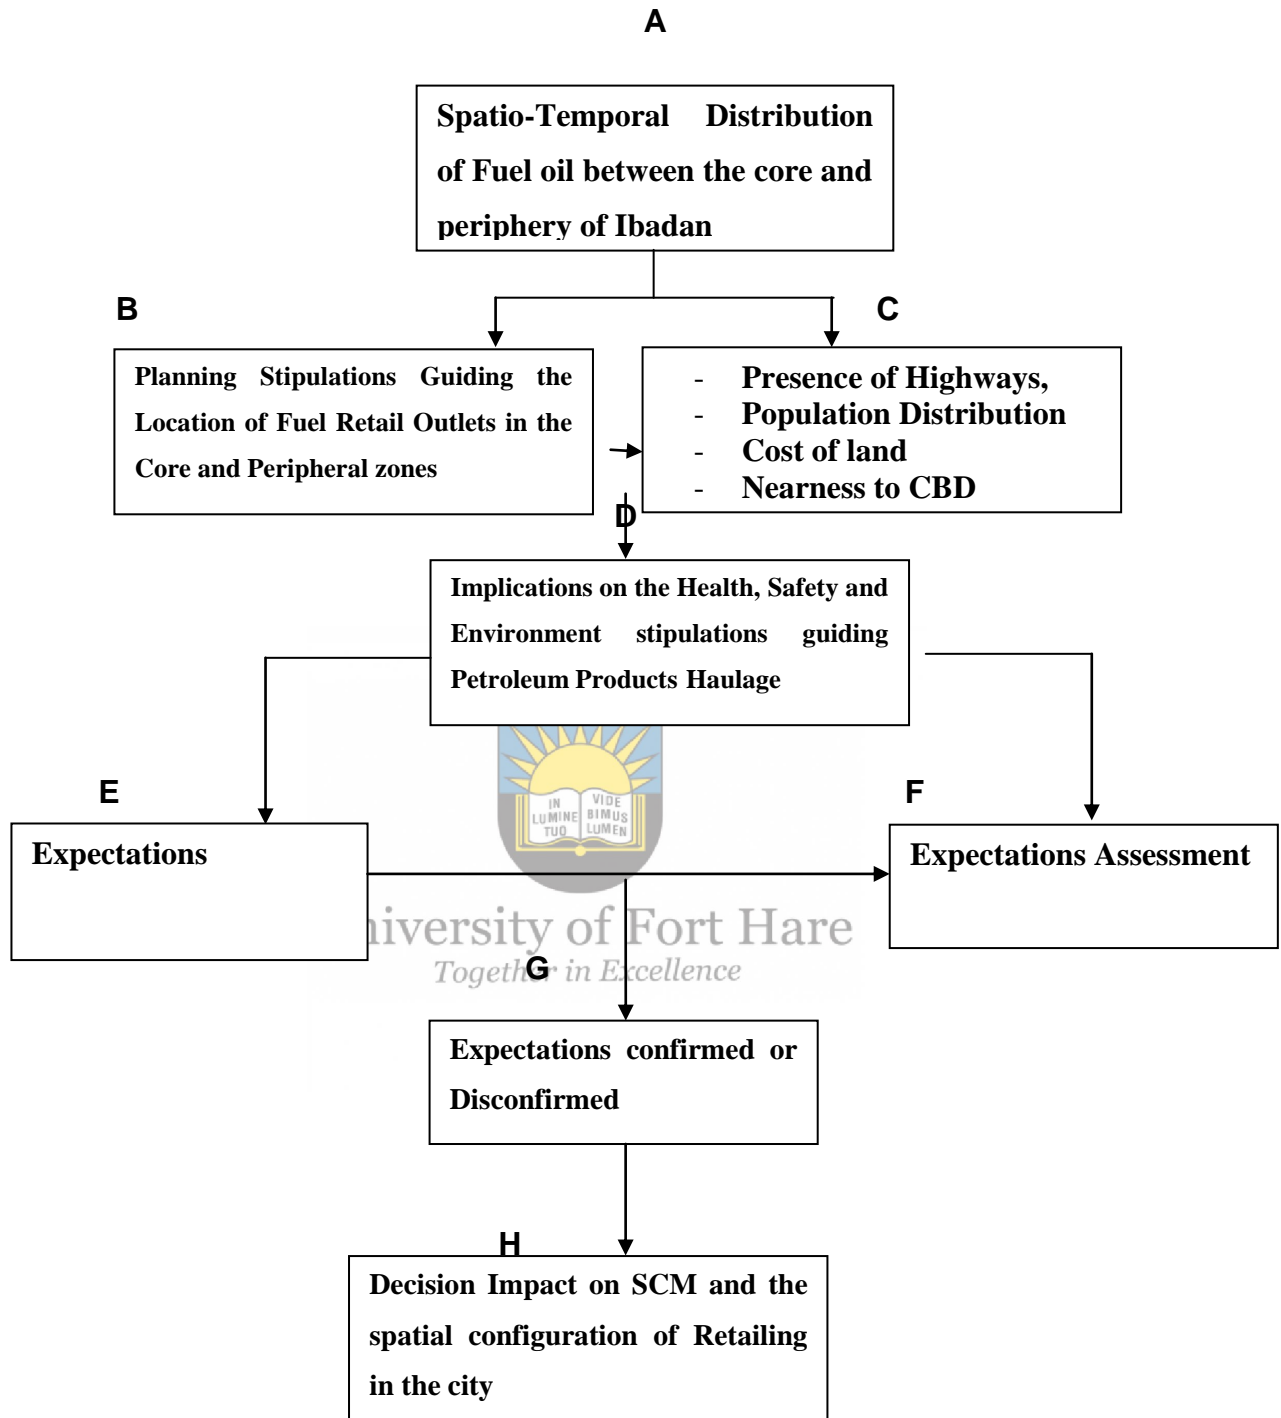 A
Spatio-Temporal Distribution
of Fuel oil between the core and
periphery of Ibadan
B
C
Planning Stipulations Guiding the
Location of Fuel Retail Outlets in the
Core and Peripheral zones
- Presence of Highways,
- Population Distribution
- Cost of land
- Nearness to CBD
D
Implications on the Health, Safety and
Environment stipulations guiding
Petroleum Products Haulage
IN LUMINE TUO
VIDE BIMUS LUMEN
E
F
Expectations
Expectations Assessment
niversity of Fort Hare
Together in Excellence
G
Expectations confirmed or
Disconfirmed
H
Decision Impact on SCM and the
spatial configuration of Retailing
in the city